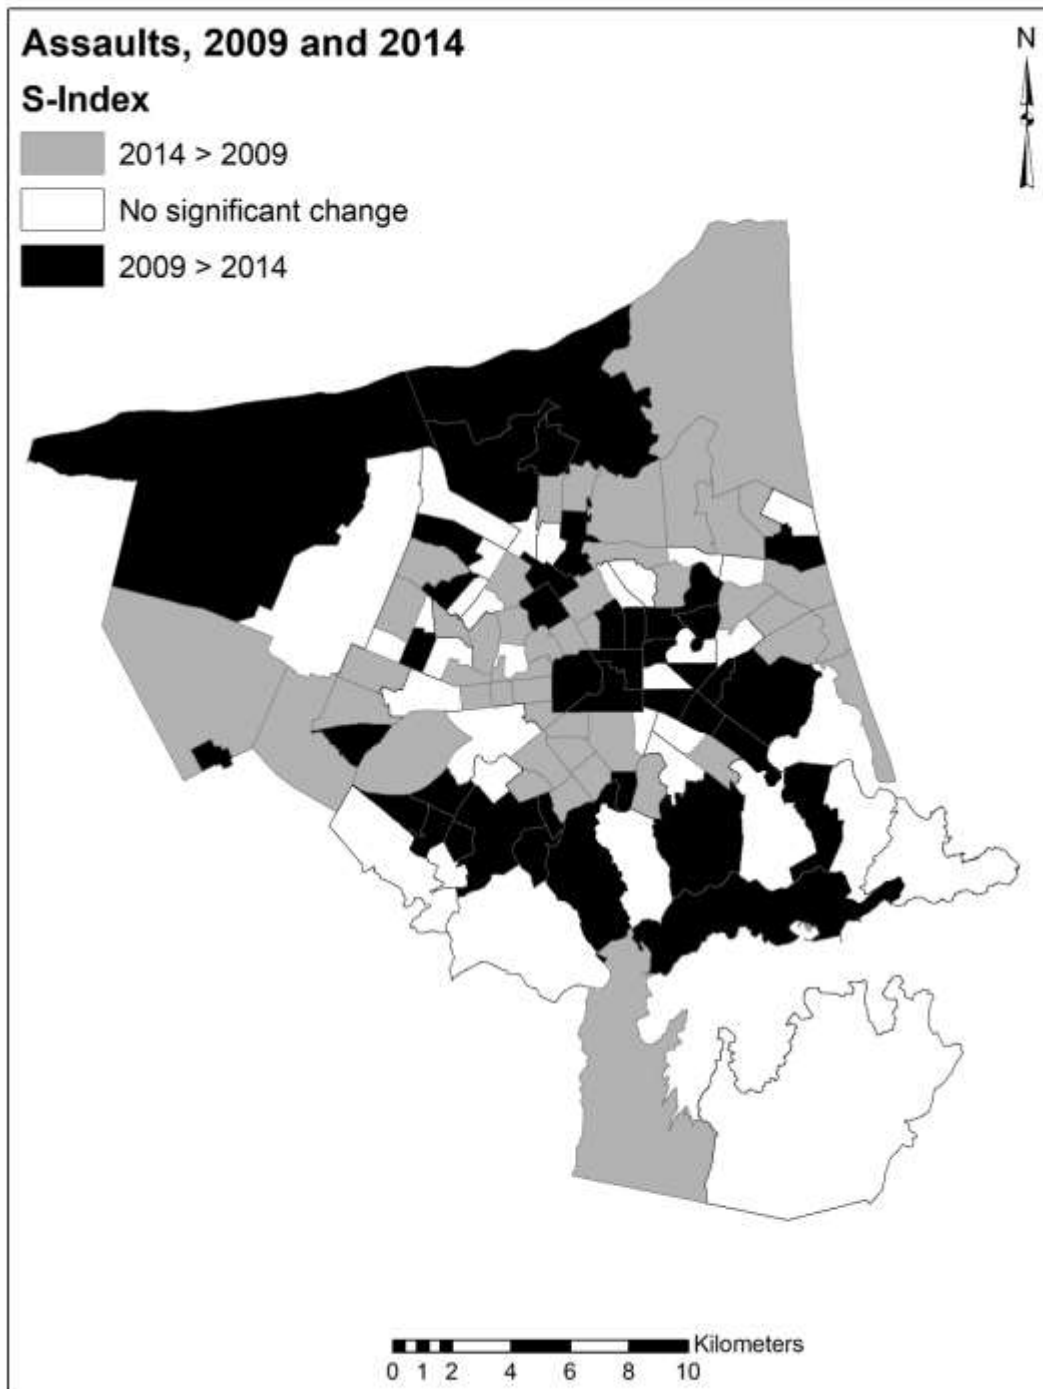 Assaults, 2009 and 2014
N
S-Index
2014 > 2009
No significant change
2009 > 2014
Kilometers
0 1 2 4 6 8 10